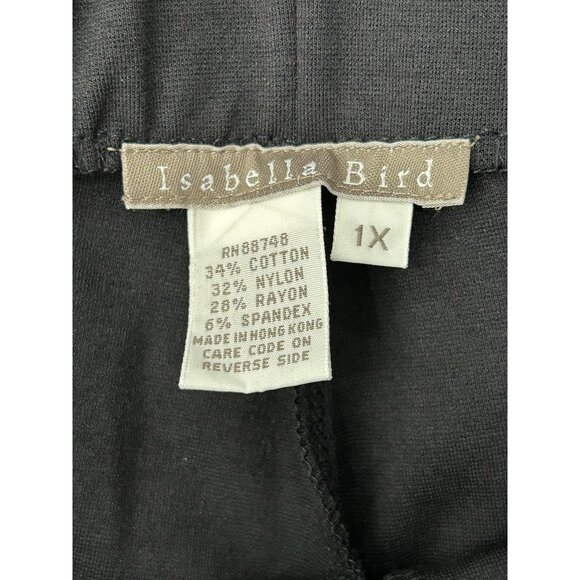 Isabella Bird
1X
RN88748
34% COTTON
32% NYLON
28% RAYON
6% SPANDEX
MADE IN HONG KONG
CARE CODE ON
REVERSE SIDE